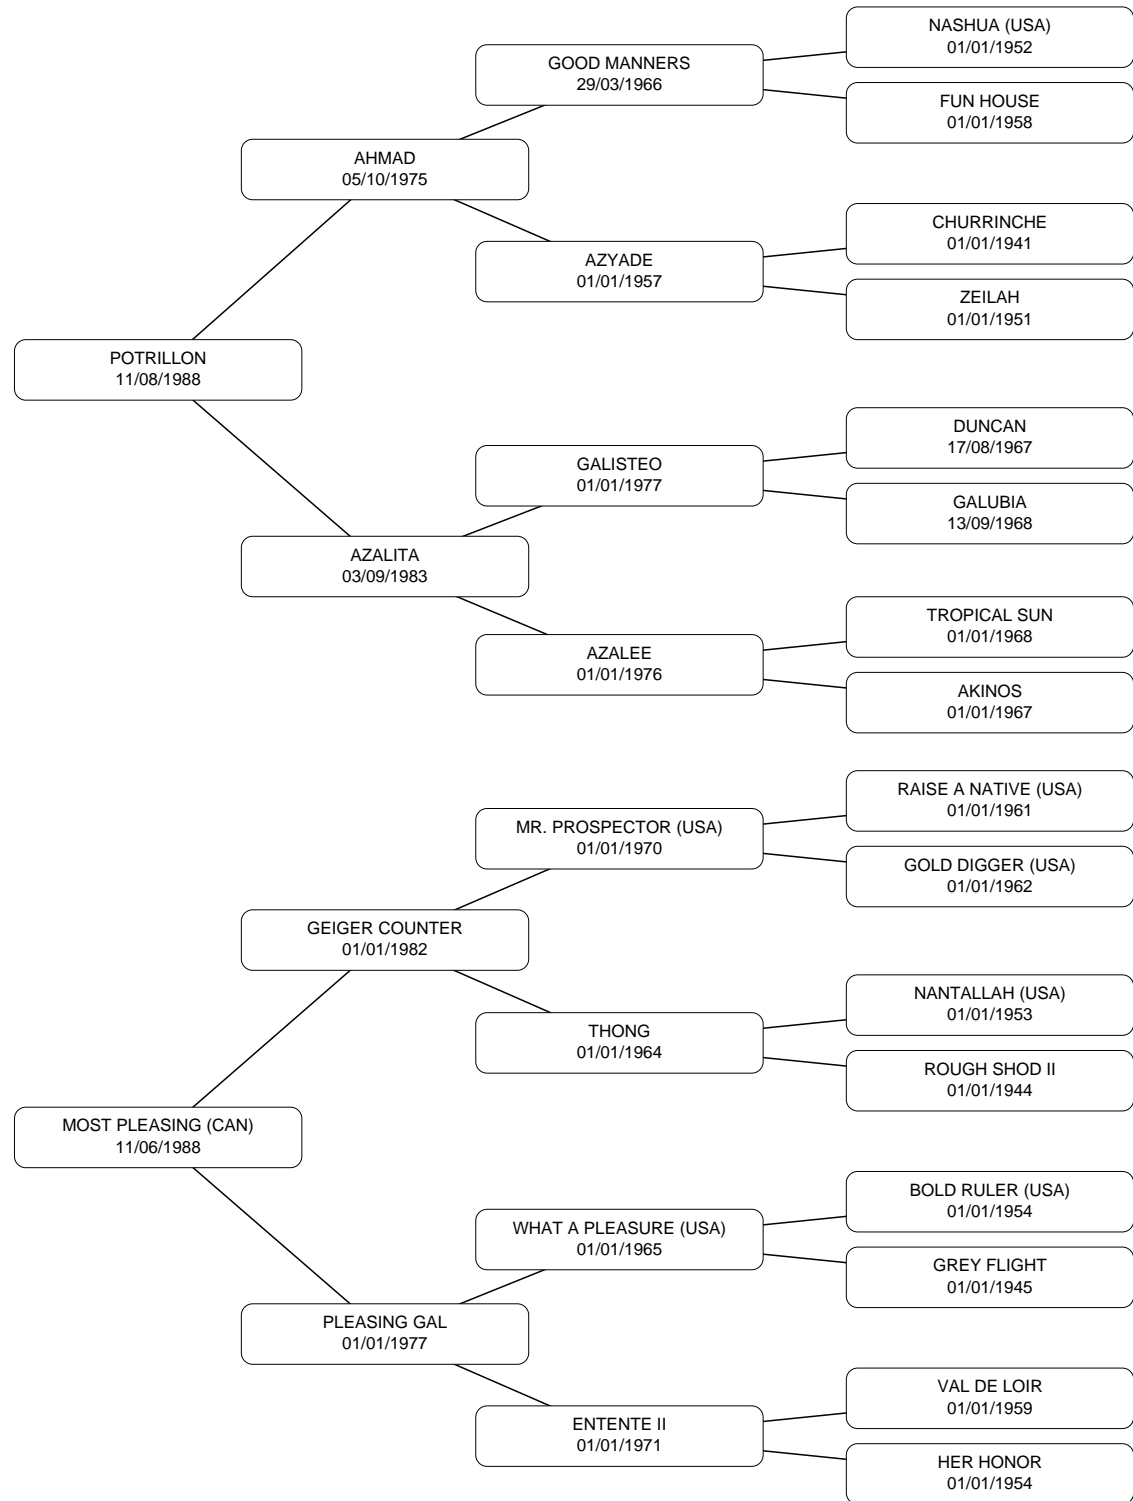 NASHUA (USA)
01/01/1952
GOOD MANNERS
29/03/1966
FUN HOUSE
01/01/1958
AHMAD
05/10/1975
CHURRINCHE
01/01/1941
AZYADE
01/01/1957
ZEILAH
01/01/1951
POTRILLON
11/08/1988
DUNCAN
17/08/1967
GALISTEO
01/01/1977
GALUBIA
13/09/1968
AZALITA
03/09/1983
TROPICAL SUN
01/01/1968
AZALEE
01/01/1976
AKINOS
01/01/1967
RAISE A NATIVE (USA)
01/01/1961
MR. PROSPECTOR (USA)
01/01/1970
GOLD DIGGER (USA)
01/01/1962
GEIGER COUNTER
01/01/1982
NANTALLAH (USA)
01/01/1953
THONG
01/01/1964
ROUGH SHOD II
01/01/1944
MOST PLEASING (CAN)
11/06/1988
BOLD RULER (USA)
01/01/1954
WHAT A PLEASURE (USA)
01/01/1965
GREY FLIGHT
01/01/1945
PLEASING GAL
01/01/1977
VAL DE LOIR
01/01/1959
ENTENTE II
01/01/1971
HER HONOR
01/01/1954